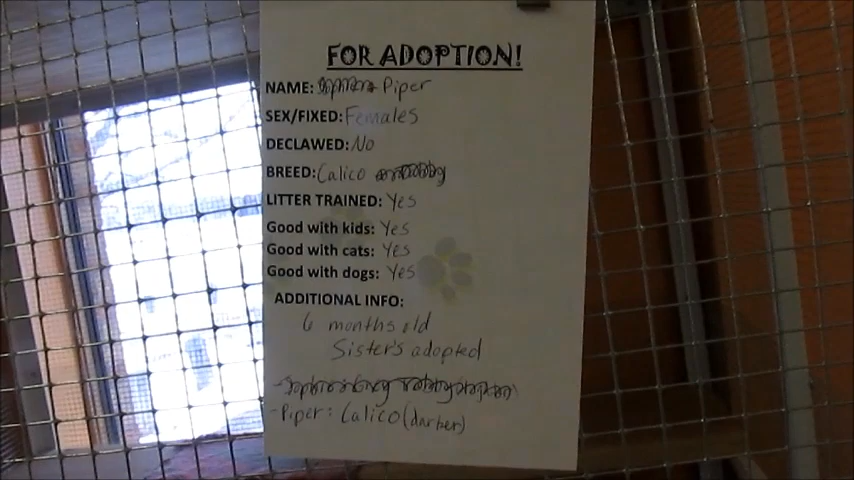 FOR ADOPTION!
NAME: Piper
SEX/FIXED: Females
DECLAWED: No
BREED: Calico
LITTER TRAINED: Yes
Good with kids: Yes
Good with cats: Yes
Good with dogs: Yes
ADDITIONAL INFO:
6 months old
Sister's adopted
- Piper: Calico (darker)